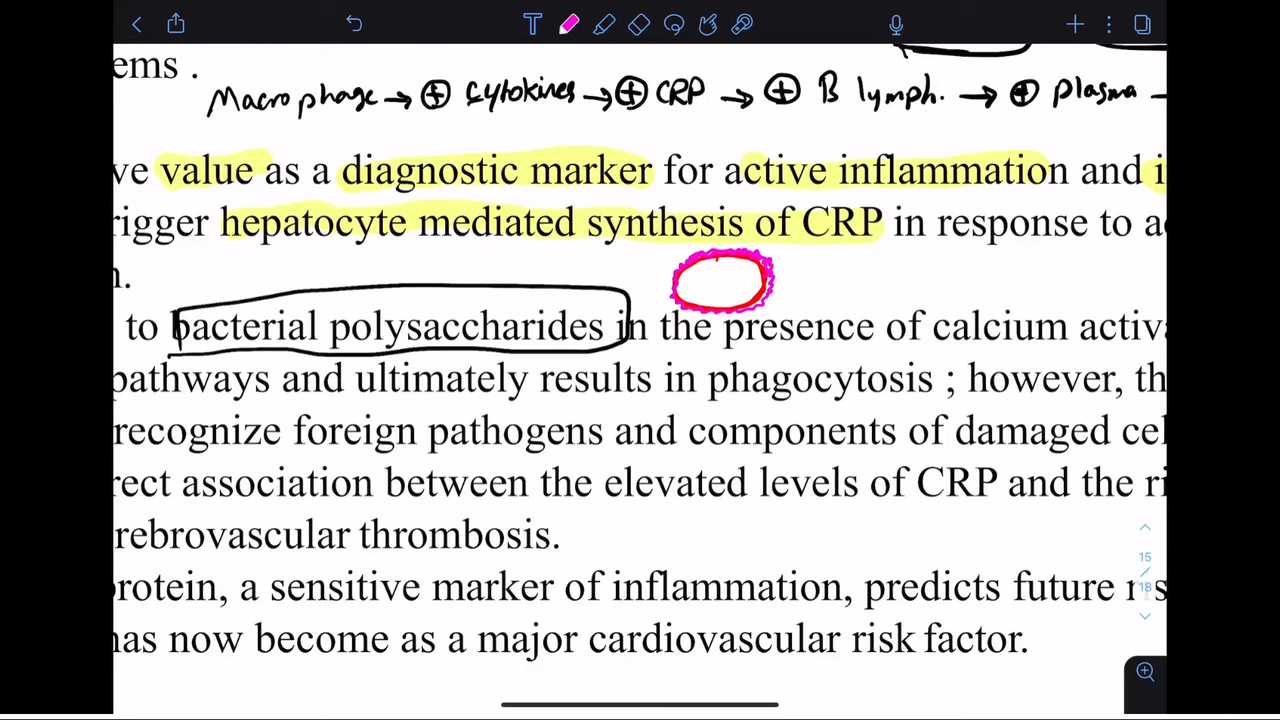 ems .
Macrophage → ⊕ cytokines → ⊕ CRP → ⊕ B lymph. → ⊕ plasma –
ve value as a diagnostic marker for active inflammation and i
rigger hepatocyte mediated synthesis of CRP in response to ac
n.
to bacterial polysaccharides in the presence of calcium activa
pathways and ultimately results in phagocytosis ; however, th
recognize foreign pathogens and components of damaged cel
rect association between the elevated levels of CRP and the ri
rebrovascular thrombosis.
protein, a sensitive marker of inflammation, predicts future r s
has now become as a major cardiovascular risk factor.
15
/
18